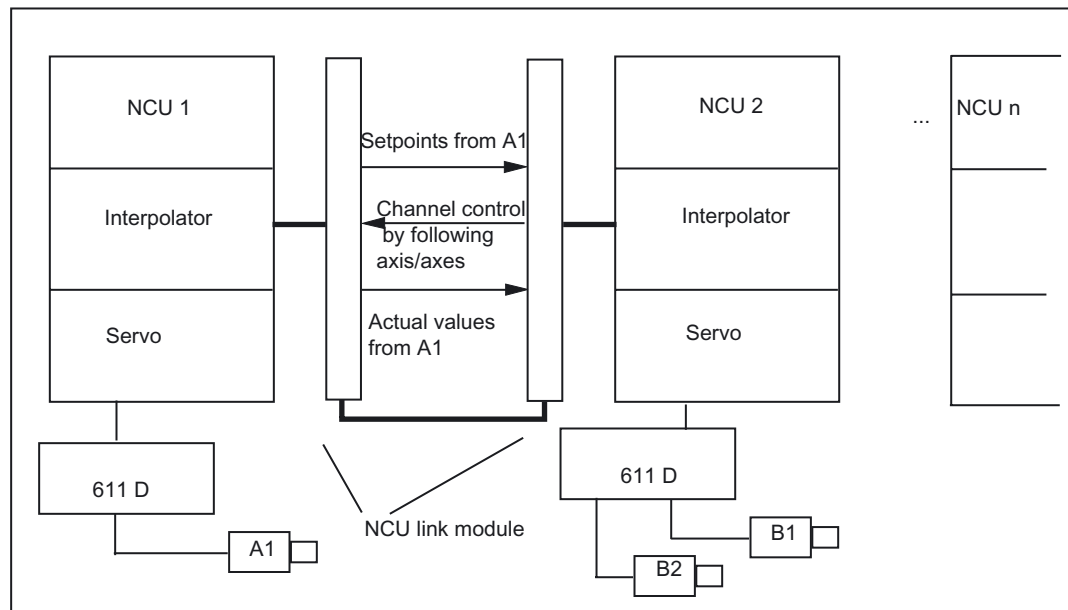 NCU 1
NCU 2
...
NCU n
Setpoints from A1
Interpolator
Channel control
by following
axis/axes
Interpolator
Servo
Actual values
from A1
Servo
611 D
611 D
NCU link module
A1
B1
B2